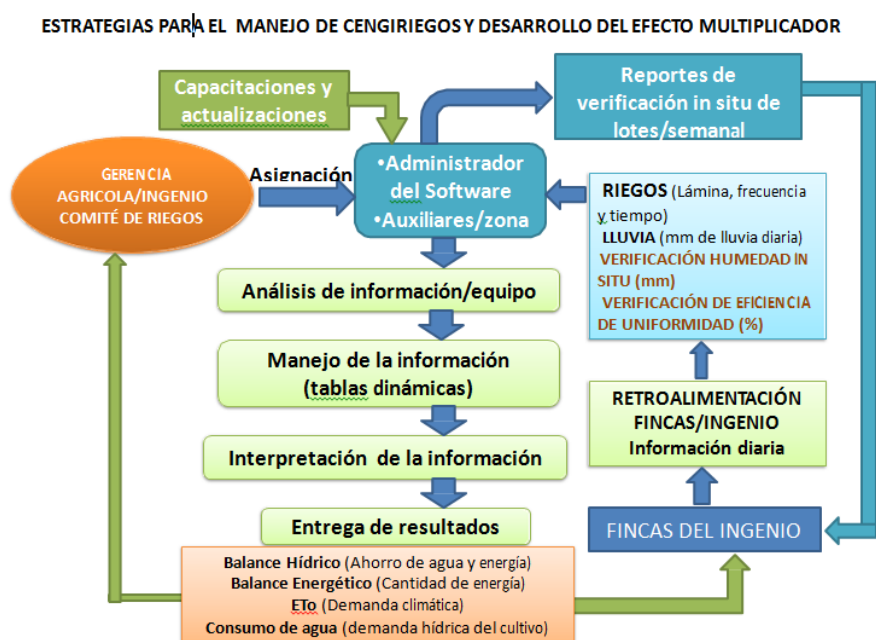 ESTRATEGIAS PARA EL MANEJO DE CENGIRIEGOS Y DESARROLLO DEL EFECTO MULTIPLICADOR
Capacitaciones y
actualizaciones
Reportes de
verificación in situ de
lotes/semanal
GERENCIA
AGRICOLA/INGENIO
COMITÉ DE RIEGOS
Asignación
•Administrador
del Software
•Auxiliares/zona
RIEGOS (Lámina, frecuencia
y tiempo)
LLUVIA (mm de lluvia diaria)
VERIFICACIÓN HUMEDAD IN
SITU (mm)
VERIFICACIÓN DE EFICIENCIA
DE UNIFORMIDAD (%)
Análisis de información/equipo
Manejo de la información
(tablas dinámicas)
Interpretación de la información
Entrega de resultados
RETROALIMENTACIÓN
FINCAS/INGENIO
Información diaria
FINCAS DEL INGENIO
Balance Hídrico (Ahorro de agua y energía)
Balance Energético (Cantidad de energía)
ETo (Demanda climática)
Consumo de agua (demanda hídrica del cultivo)